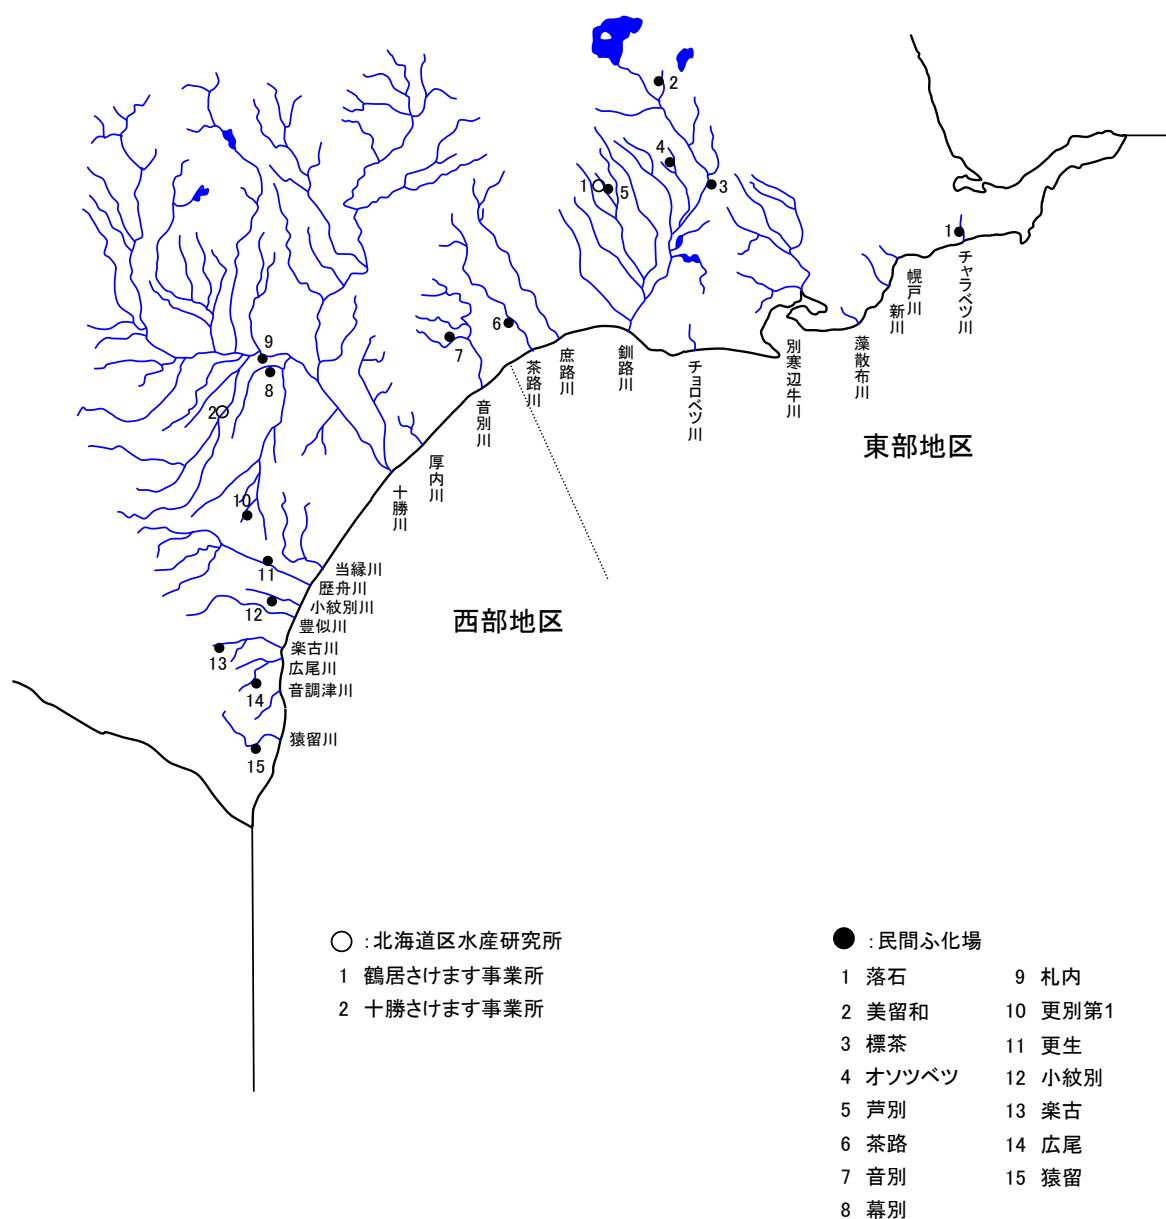 2
4
1
5
3
1
チャラベツ川
幌戸川
新川
藻散布川
別寒辺牛川
チョロベツ川
釧路川
庶路川
茶路川
音別川
厚内川
十勝川
6
7
9
8
2
10
11
12
13
14
15
東部地区
西部地区
当縁川
歴舟川
小紋別川
豊似川
楽古川
広尾川
音調津川
猿留川
○ :北海道区水産研究所
1 鶴居さけます事業所
2 十勝さけます事業所
● :民間ふ化場
1 落石
2 美留和
3 標茶
4 オソツベツ
5 芦別
6 茶路
7 音別
8 幕別
9 札内
10 更別第1
11 更生
12 小紋別
13 楽古
14 広尾
15 猿留